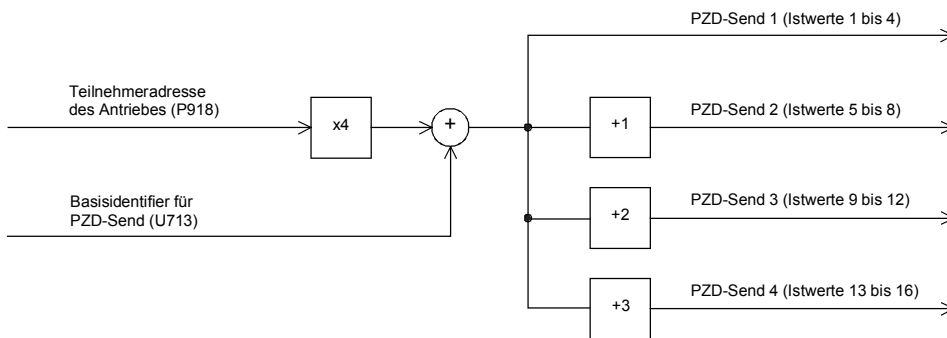 PZD-Send 1 (Istwerte 1 bis 4)
Teilnehmeradresse
des Antriebes (P918)
x4
+
+1
PZD-Send 2 (Istwerte 5 bis 8)
Basisidentifier für
PZD-Send (U713)
+2
PZD-Send 3 (Istwerte 9 bis 12)
+3
PZD-Send 4 (Istwerte 13 bis 16)